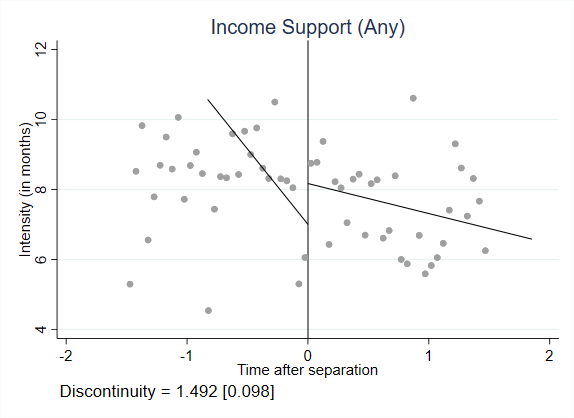 Income Support (Any)
Intensity (in months)
12
10
8
6
4
-2
-1
0
1
2
Time after separation
Discontinuity = 1.492 [0.098]